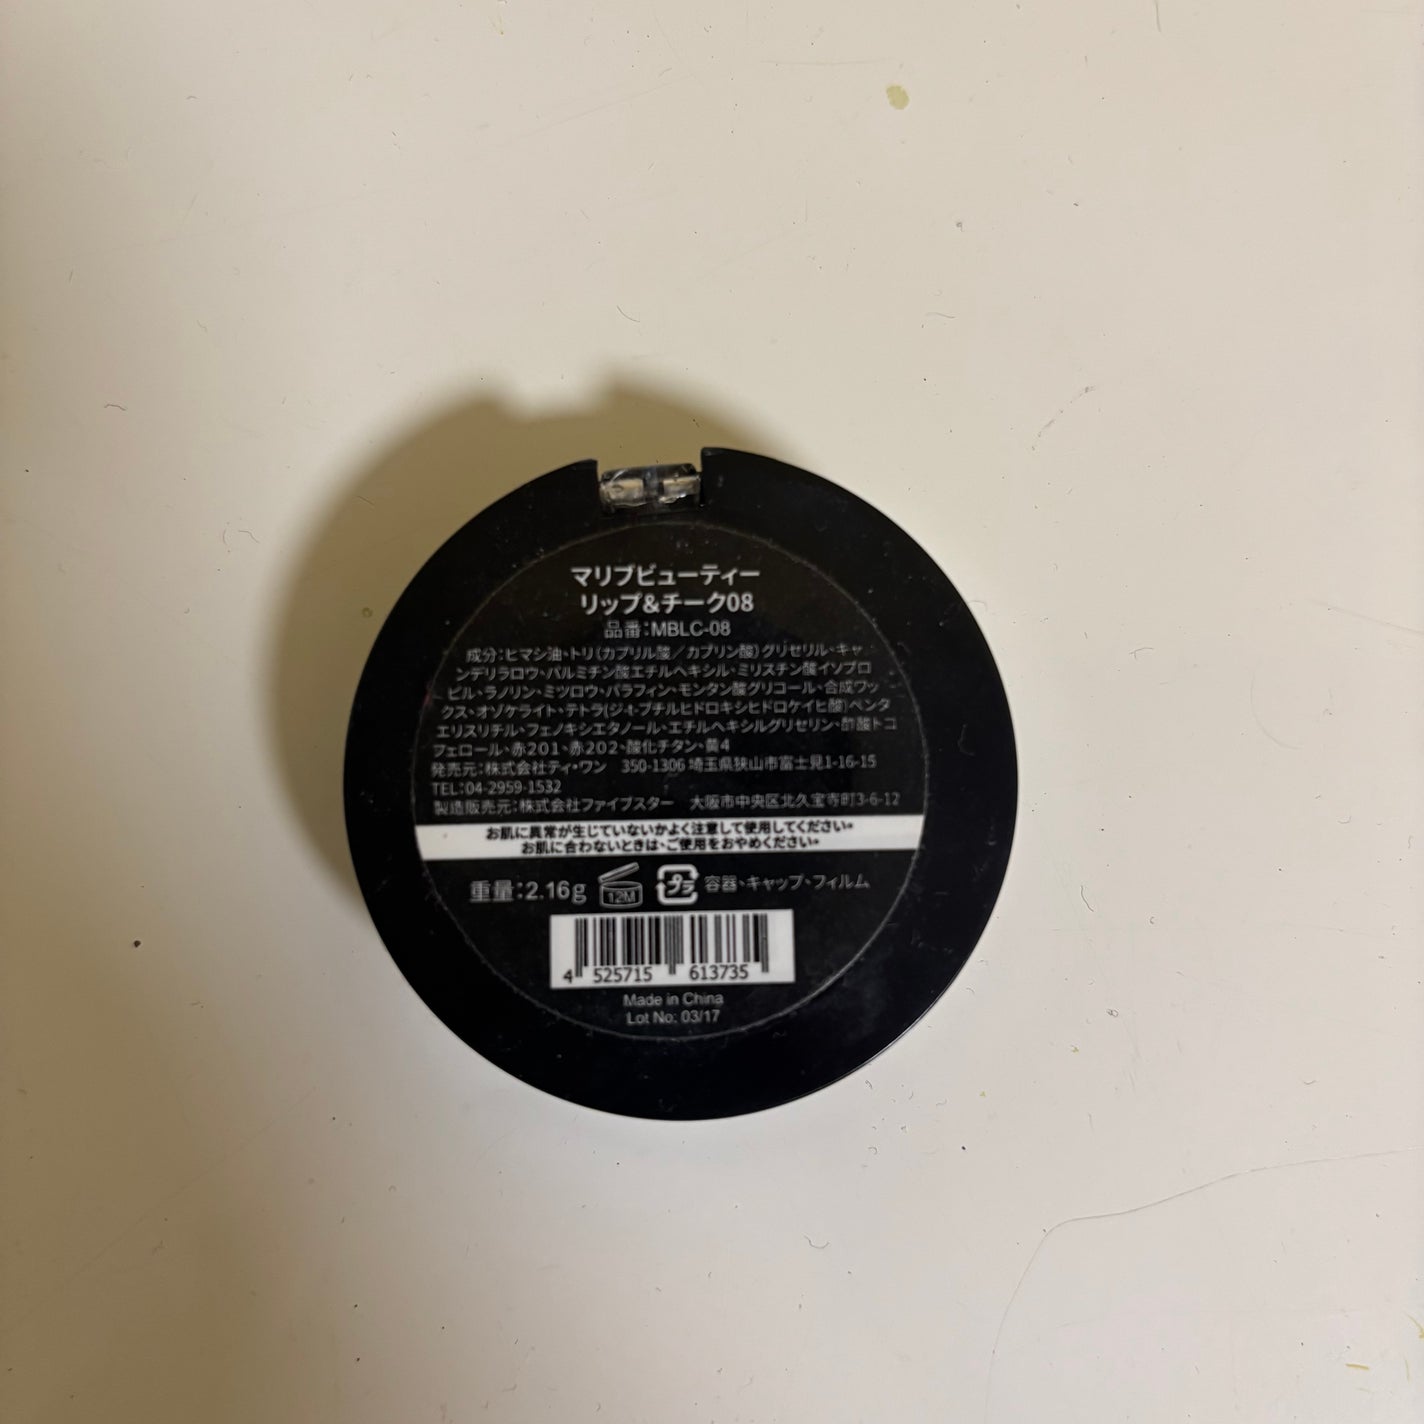 マリブビューティー
リップ&チーク08
品番:MBLC-08
成分:ヒマシ油・トリ(カプリル酸/カプリン酸)グリセリル・キャ
ンデリラロウ・パルミチン酸エチルヘキシル・ミリスチン酸イソプロ
ピル・ラノリン・ミツロウ・パラフィン・モンタン酸グリコール・合成ワッ
クス・オゾケライト・テトラ(ジ-t-ブチルヒドロキシヒドロケイヒ酸)ペンタ
エリスリチル・フェノキシエタノール・エチルヘキシルグリセリン・酢酸トコ
フェロール・赤201・赤202・酸化チタン・黄4
発売元:株式会社ティ・ワン 350-1306 埼玉県狭山市富士見1-16-15
TEL:04-2959-1532
製造販売元:株式会社ファイブスター 大阪市中央区北久宝寺町3-6-12
お肌に異常が生じていないかよく注意して使用してください。
お肌に合わないときは、ご使用をおやめください。
重量:2.16g 12M プラ 容器、キャップ・フィルム
4 525715 613735
Made in China
Lot No: 03/17